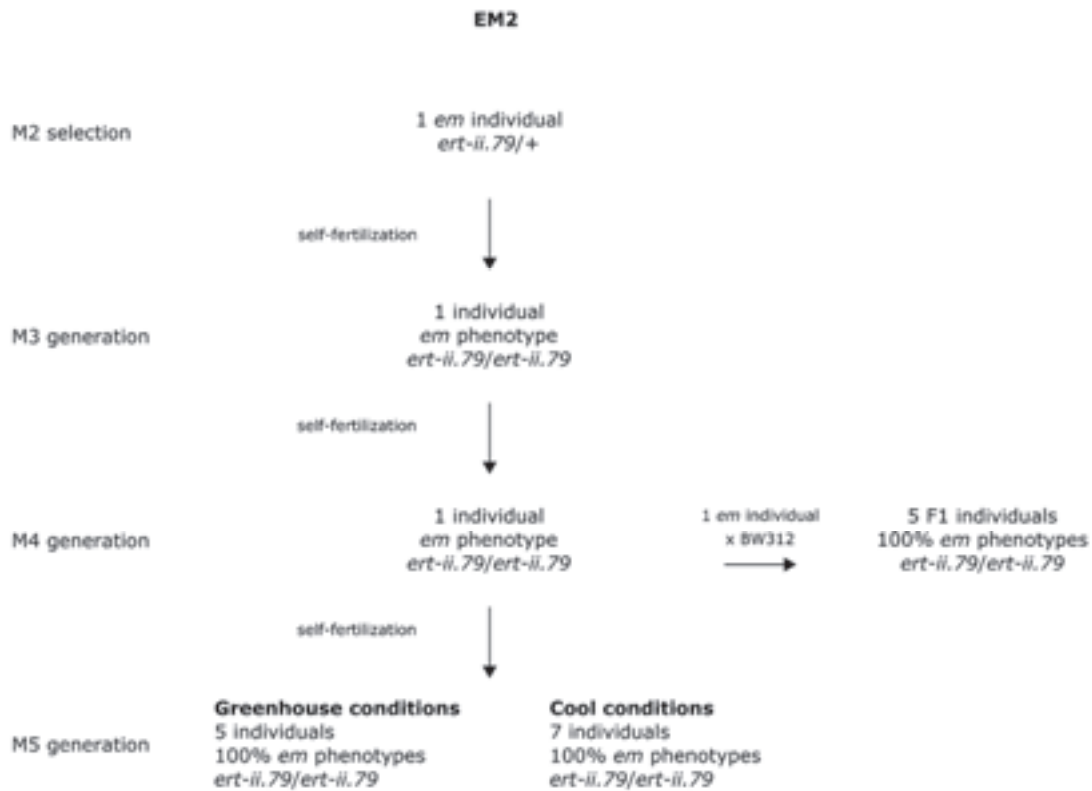 EM2
M2 selection
1 em individual
ert-ii.79/+
self-fertilization
M3 generation
1 individual
em phenotype
ert-ii.79/ert-ii.79
self-fertilization
M4 generation
1 individual
em phenotype
ert-ii.79/ert-ii.79
1 em individual
x BW312
5 F1 individuals
100% em phenotypes
ert-ii.79/ert-ii.79
self-fertilization
M5 generation
Greenhouse conditions
5 individuals
100% em phenotypes
ert-ii.79/ert-ii.79
Cool conditions
7 individuals
100% em phenotypes
ert-ii.79/ert-ii.79